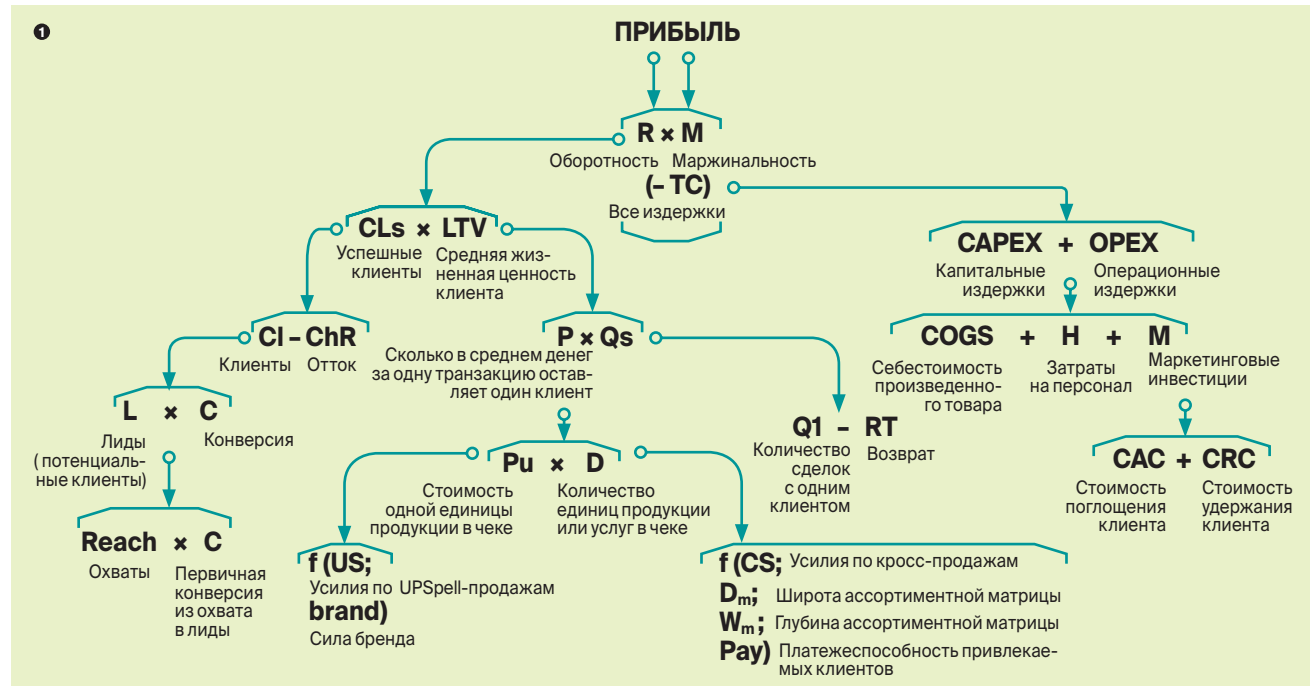 1
ПРИБЫЛЬ
R × M
Оборотность Маржинальность
(– TC)
Все издержки
CLs × LTV
Успешные
клиенты
Средняя жиз-
ненная ценность
клиента
CAPEX + OPEX
Капитальные
издержки
Операционные
издержки
Cl – ChR
Клиенты Отток
P × Qs
Сколько в среднем денег
за одну транзакцию остав-
ляет один клиент
COGS + H + M
Себестоимость
произведенно-
го товара
Затраты
на персонал
Маркетинговые
инвестиции
L × C
Лиды
( потенциаль-
ные клиенты)
Конверсия
Q1 – RT
Количество
сделок
с одним
клиентом
Возврат
Pu × D
Стоимость
одной единицы
продукции в чеке
Количество
единиц продукции
или услуг в чеке
CAC + CRC
Стоимость
поглощения
клиента
Стоимость
удержания
клиента
Reach × C
Охваты
Первичная
конверсия
из охвата
в лиды
f (US;
Усилия по UPSpell-продажам
brand)
Сила бренда
f (CS; Усилия по кросс-продажам
Dm; Широта ассортиментной матрицы
Wm; Глубина ассортиментной матрицы
Pay) Платежеспособность привлекае-
мых клиентов